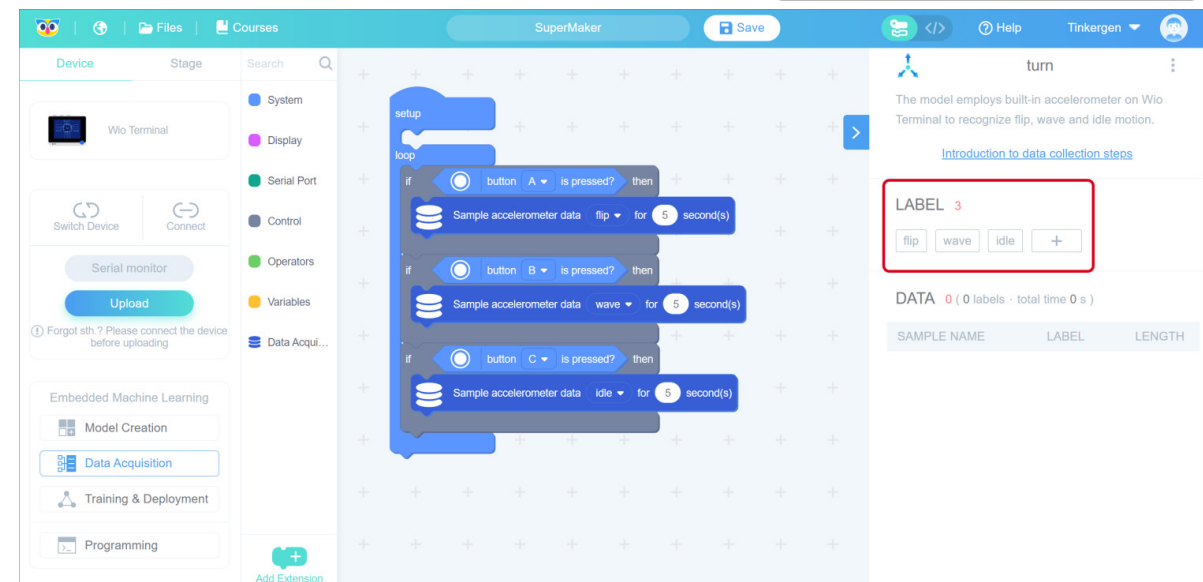 Files
Courses
SuperMaker
Save
</>
Help
Tinkergen
Device
Stage
Search
Wio Terminal
Switch Device
Connect
Serial monitor
Upload
Forgot sth.? Please connect the device
before uploading
Embedded Machine Learning
Model Creation
Data Acquisition
Training & Deployment
Programming
System
Display
Serial Port
Control
Operators
Variables
Data Acqui...
Add Extension
setup
loop
if button A is pressed? then
Sample accelerometer data flip for 5 second(s)
if button B is pressed? then
Sample accelerometer data wave for 5 second(s)
if button C is pressed? then
Sample accelerometer data idle for 5 second(s)
turn
The model employs built-in accelerometer on Wio
Terminal to recognize flip, wave and idle motion.
Introduction to data collection steps
LABEL 3
flip wave idle +
DATA 0 ( 0 labels · total time 0 s )
SAMPLE NAME LABEL LENGTH